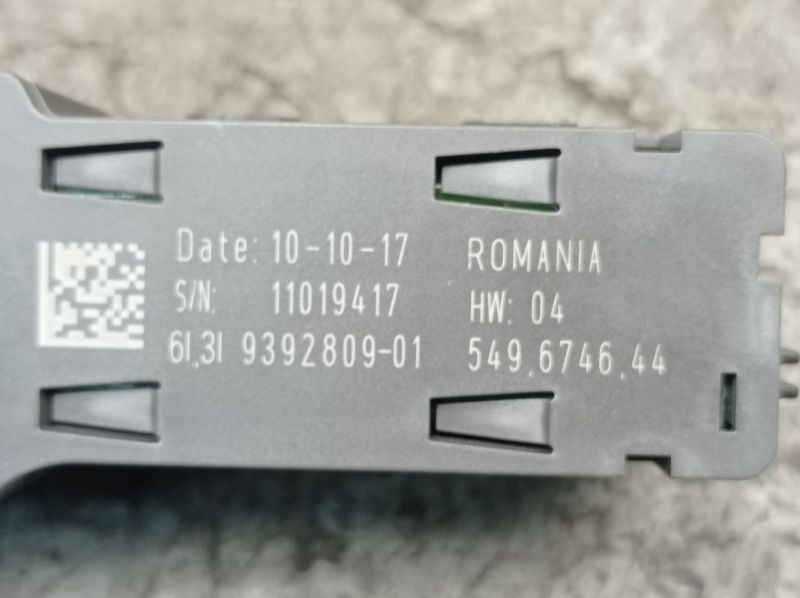 Date: 10-10-17 ROMANIA
S/N: 11019417 HW: 04
61.31 9392809-01 549.6746.44